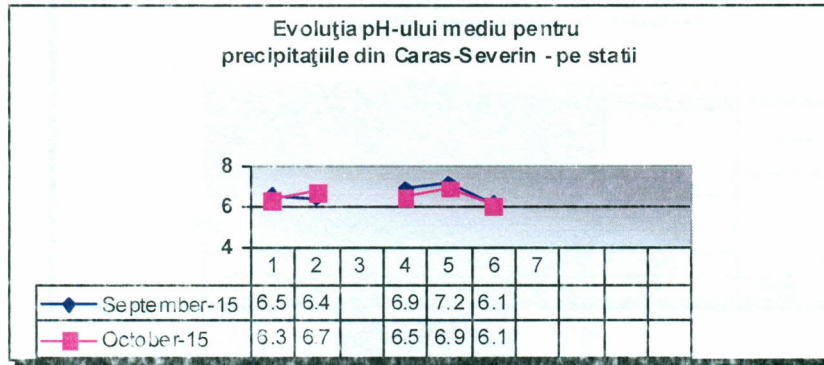 Evoluţia pH-ului mediu pentru
precipitaţiile din Caras-Severin - pe statii
8
6
4
1 2 3 4 5 6 7
September-15 6.5 6.4 6.9 7.2 6.1
October-15 6.3 6.7 6.5 6.9 6.1